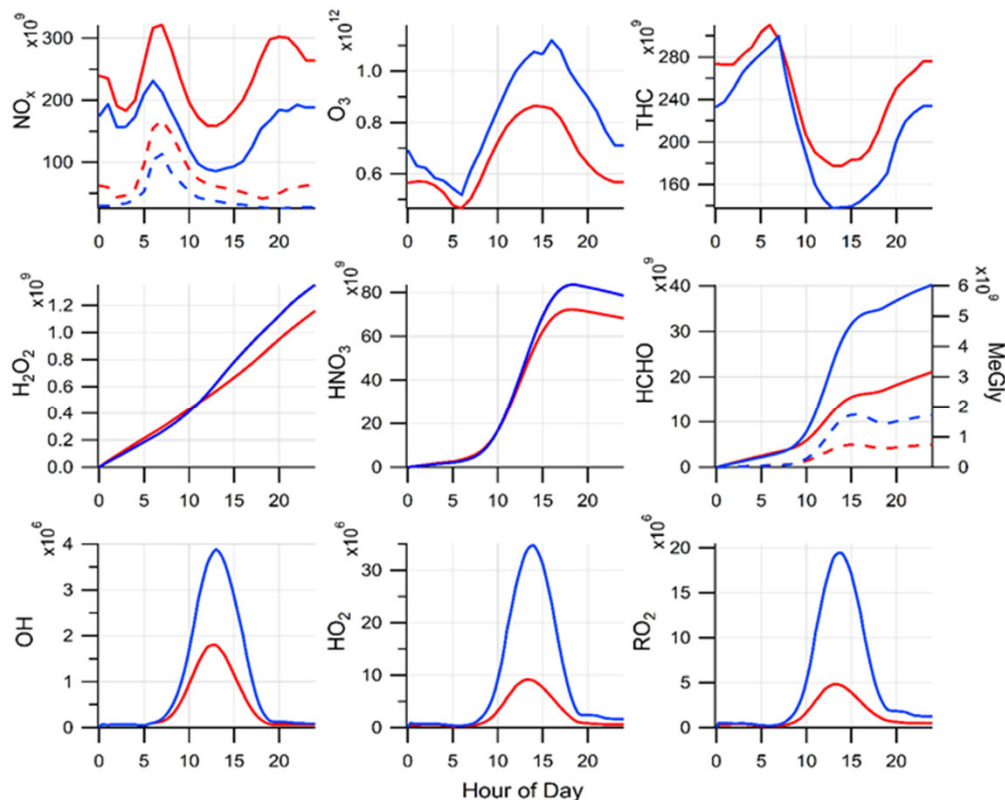 x10⁹
NOₓ
300
200
100
0 5 10 15 20
x10¹²
O₃
1.0
0.8
0.6
0 5 10 15 20
x10⁹
THC
280
240
200
160
0 5 10 15 20
x10⁹
H₂O₂
1.2
1.0
0.8
0.6
0.4
0.2
0.0
0 5 10 15 20
x10⁹
HNO₃
80
60
40
20
0
0 5 10 15 20
x10⁹
HCHO
40
30
20
10
0
0 5 10 15 20
x10⁹
MeGly
6
5
4
3
2
1
0
x10⁶
OH
4
3
2
1
0
0 5 10 15 20
x10⁶
HO₂
30
20
10
0
0 5 10 15 20
x10⁶
RO₂
20
15
10
5
0
0 5 10 15 20
Hour of Day